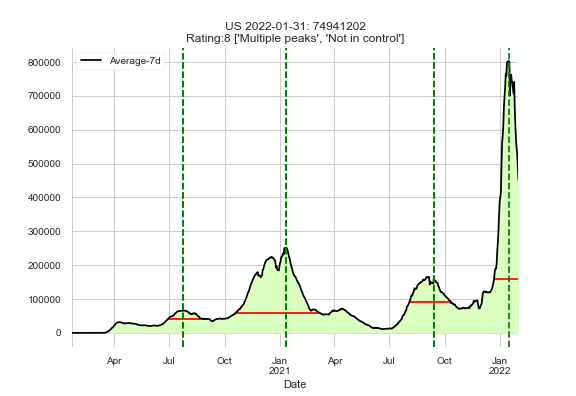 US 2022-01-31: 74941202
Rating:8 ['Multiple peaks', 'Not in control']
Average-7d
800000
700000
600000
500000
400000
300000
200000
100000
0
Apr Jul Oct Jan Apr Jul Oct Jan
2021 2022
Date